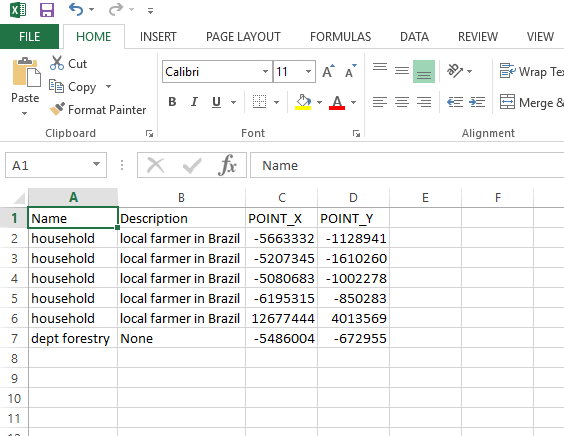 FILE HOME INSERT PAGE LAYOUT FORMULAS DATA REVIEW VIEW
Paste
Cut
Copy
Format Painter
Calibri 11 A A
B I U A
Wrap Te
Merge &
Clipboard Font Alignment
A1 fx Name
A B C D E F
1 Name Description POINT_X POINT_Y
2 household local farmer in Brazil -5663332 -1128941
3 household local farmer in Brazil -5207345 -1610260
4 household local farmer in Brazil -5080683 -1002278
5 household local farmer in Brazil -6195315 -850283
6 household local farmer in Brazil 12677444 4013569
7 dept forestry None -5486004 -672955
8
9
10
11